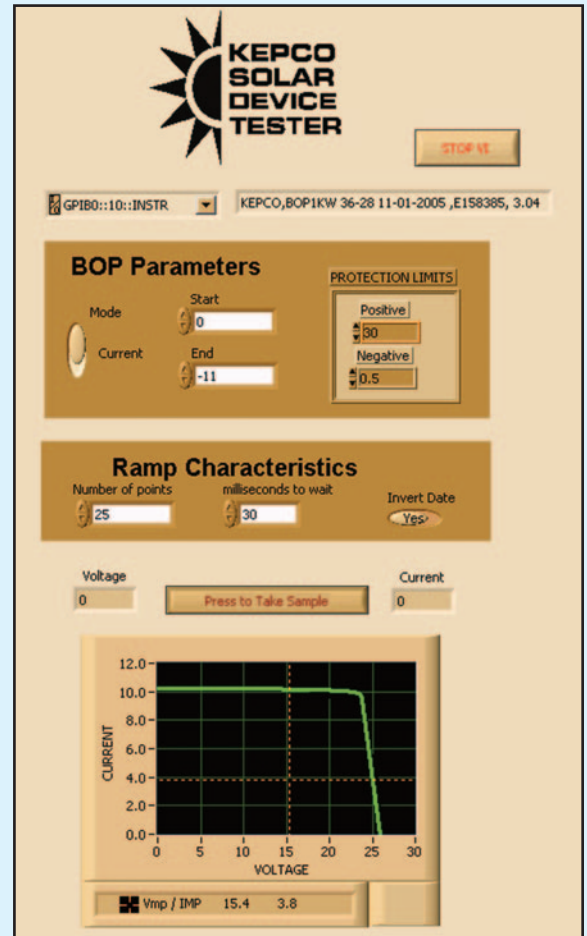 KEPCO
SOLAR
DEVICE
TESTER
STOP VI
GPIB0::10::INSTR
KEPCO,BOP1KW 36-28 11-01-2005 ,E158385, 3.04
BOP Parameters
PROTECTION LIMITS
Mode
Start
0
Positive
30
Current
End
-11
Negative
0.5
Ramp Characteristics
Number of points
milliseconds to wait
Invert Date
25
30
Yes
Voltage
Current
0
Press to Take Sample
0
12.0
10.0
8.0
6.0
4.0
2.0
0.0
CURRENT
0 5 10 15 20 25 30
VOLTAGE
Vmp / IMP 15.4 3.8